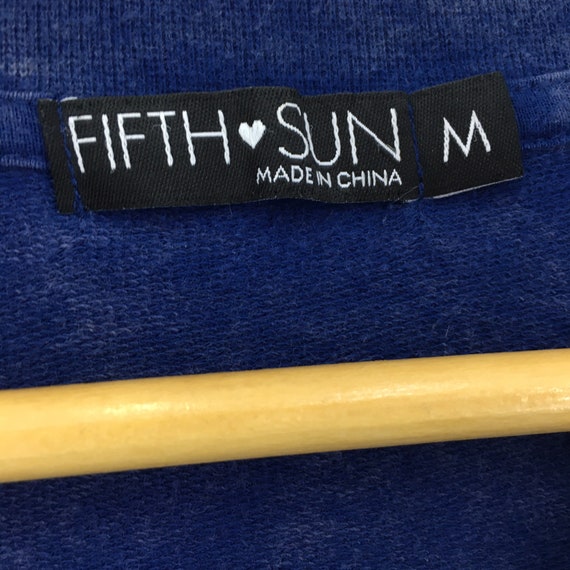 FIFTH ♥ SUN M
MADE IN CHINA